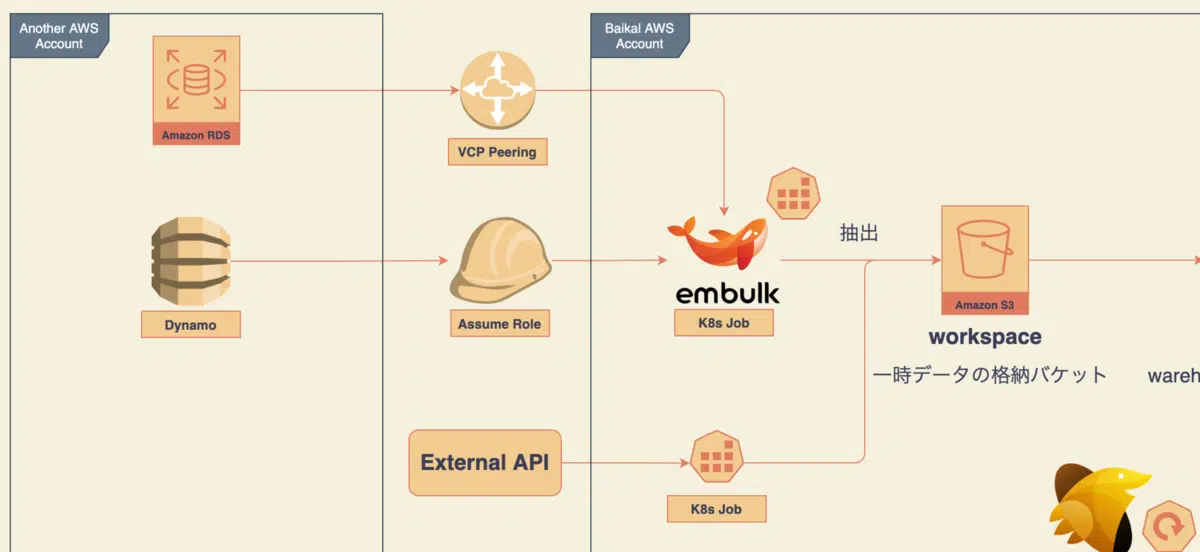 Another AWS
Account
Amazon RDS
VCP Peering
Baikal AWS
Account
Dynamo
Assume Role
embulk
K8s Job
抽出
Amazon S3
workspace
一時データの格納バケット
wareh
External API
K8s Job